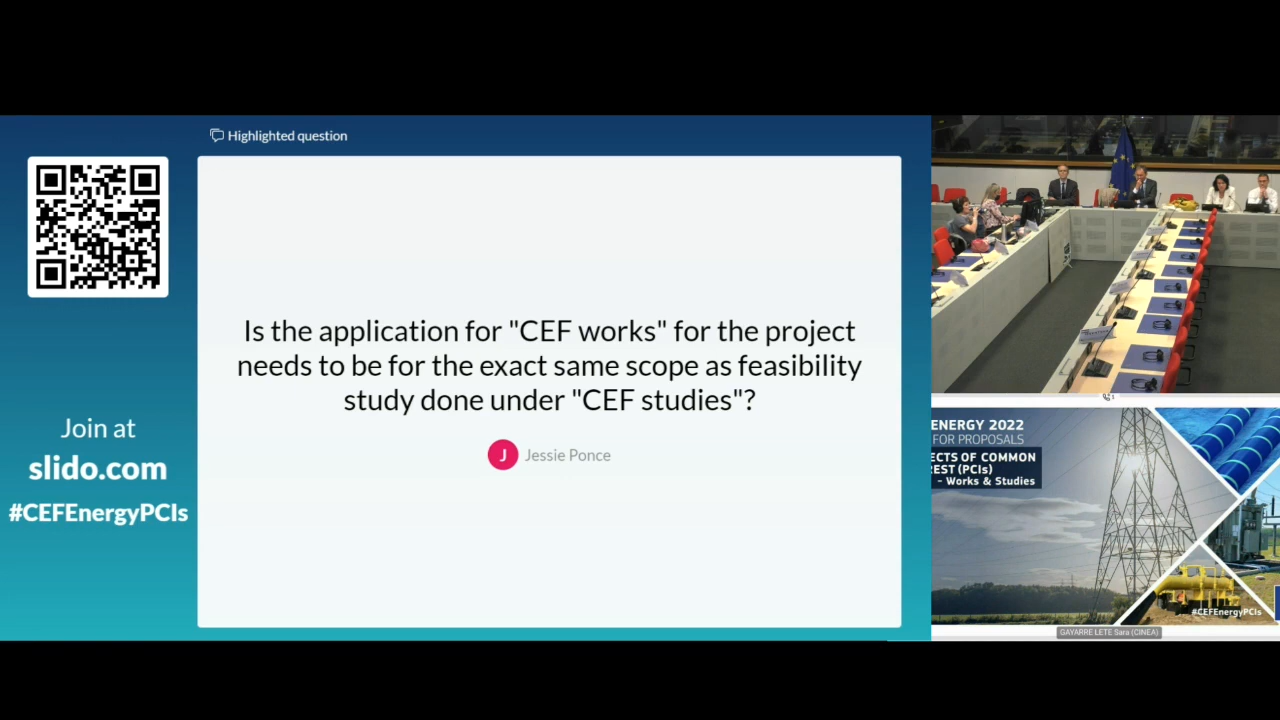 Highlighted question
Is the application for "CEF works" for the project
needs to be for the exact same scope as feasibility
study done under "CEF studies"?
J Jessie Ponce
Join at
slido.com
#CEFEnergyPCIs
1
ENERGY 2022
FOR PROPOSALS
ECTS OF COMMON
REST (PCIs)
- Works & Studies
#CEFEnergyPCIs
GAYARRE LETE Sara (CINEA)